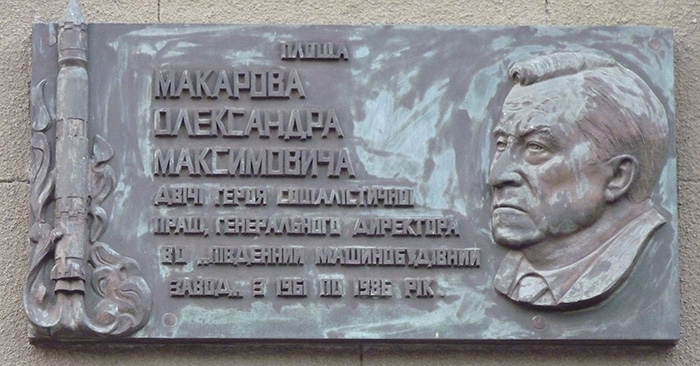 ПЛОЩА
МАКАРОВА
ОЛЕКСАНДРА
МАКСИМОВИЧА
ДВІЧІ ГЕРОЯ СОЦІАЛІСТИЧНОЇ
ПРАЦІ, ГЕНЕРАЛЬНОГО ДИРЕКТОРА
ВО „ПІВДЕННИЙ МАШИНОБУДІВНИЙ
ЗАВОД„ З 1961 ПО 1986 РІК.